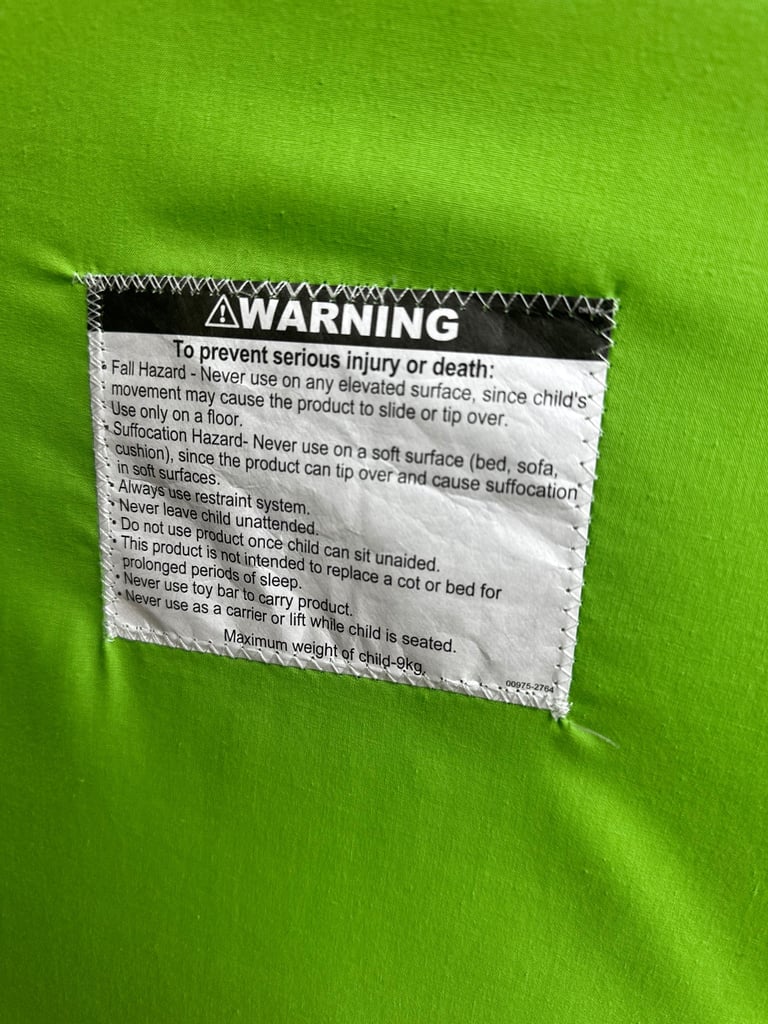 ⚠WARNING
To prevent serious injury or death:
• Fall Hazard - Never use on any elevated surface, since child's
movement may cause the product to slide or tip over.
Use only on a floor.
• Suffocation Hazard- Never use on a soft surface (bed, sofa,
cushion), since the product can tip over and cause suffocation
in soft surfaces.
• Always use restraint system.
• Never leave child unattended.
• Do not use product once child can sit unaided.
• This product is not intended to replace a cot or bed for
prolonged periods of sleep.
• Never use toy bar to carry product.
• Never use as a carrier or lift while child is seated.
Maximum weight of child-9kg.
00975-2764